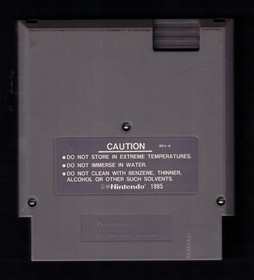 CAUTION REV-A
• DO NOT STORE IN EXTREME TEMPERATURES.
• DO NOT IMMERSE IN WATER.
• DO NOT CLEAN WITH BENZENE, THINNER,
ALCOHOL OR OTHER SUCH SOLVENTS.
©®Nintendo 1985